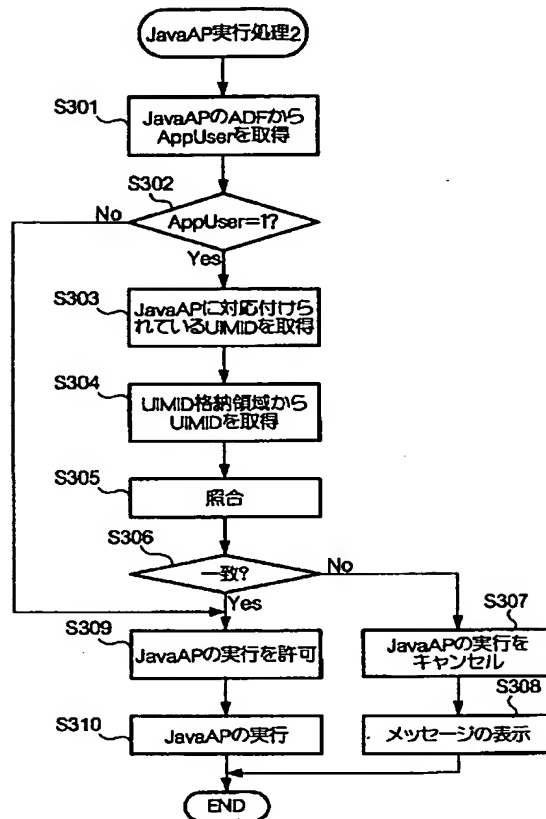 JavaAP実行処理2
S301
JavaAPのADFから
AppUserを取得
S302
No
AppUser=1?
Yes
S303
JavaAPに対応付けら
れているUIMIDを取得
S304
UIMID格納領域から
UIMIDを取得
S305
照合
S306
一致?
No
Yes
S307
JavaAPの実行を
キャンセル
S309
JavaAPの実行を許可
S308
メッセージの表示
S310
JavaAPの実行
END